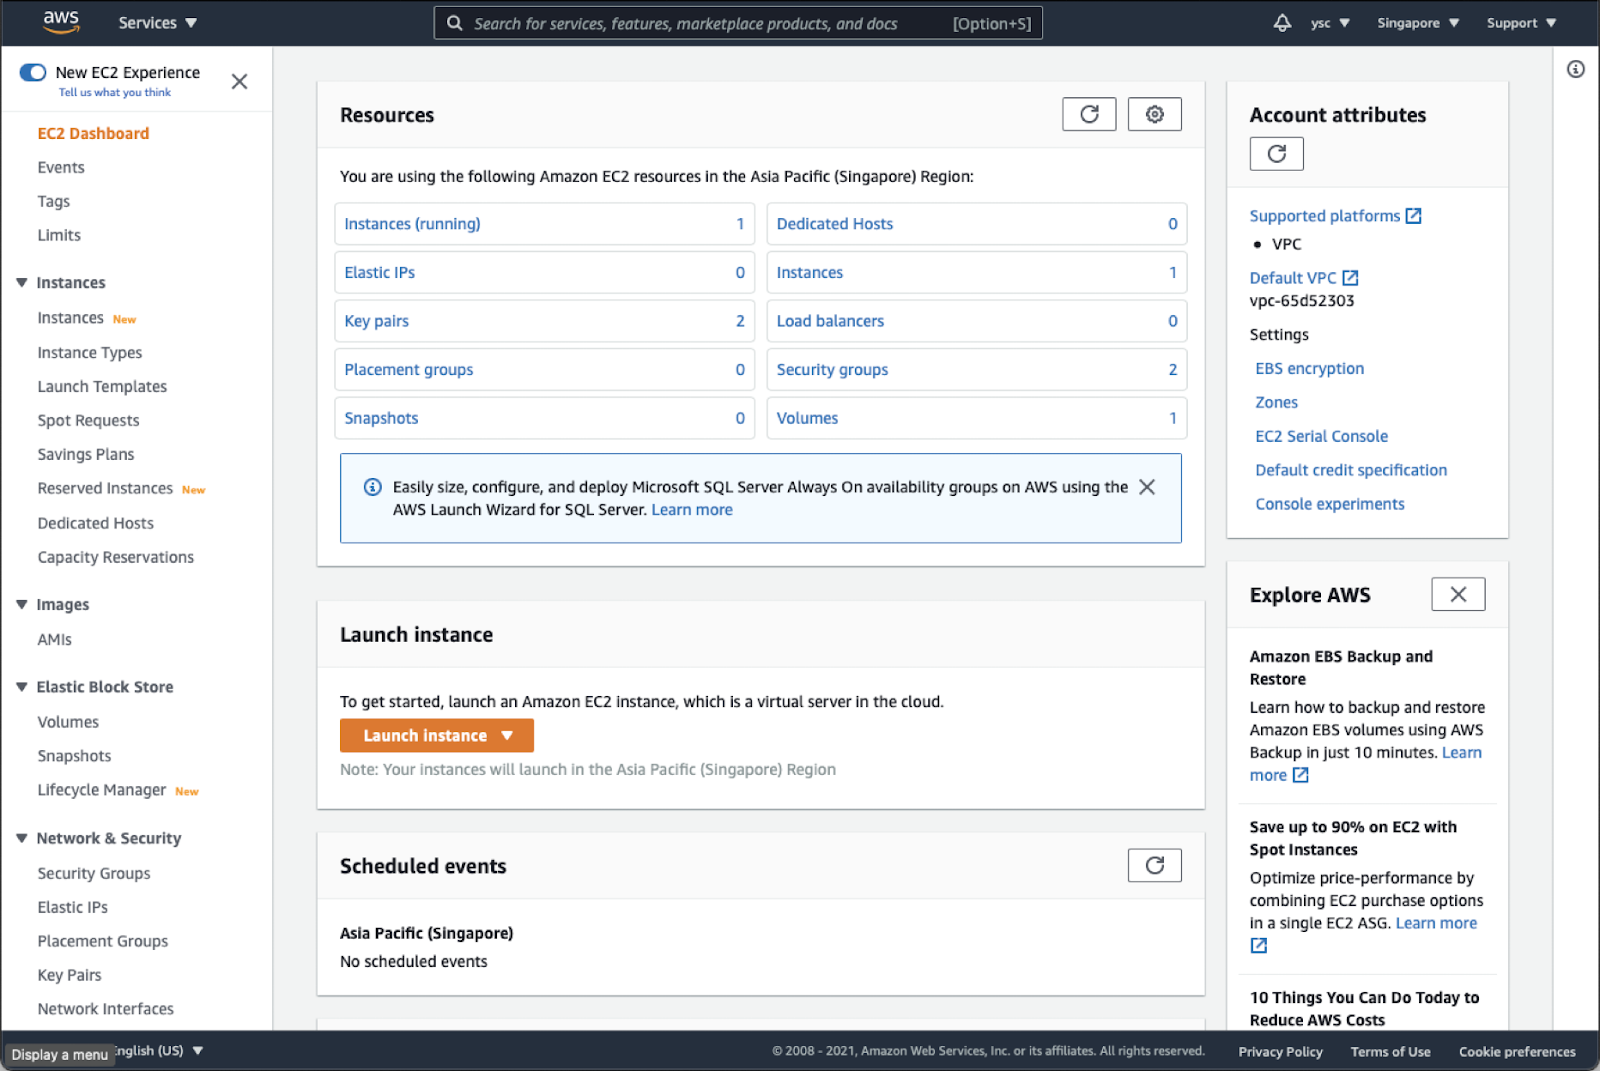 aws
Services
Search for services, features, marketplace products, and docs
[Option+S]
ysc
Singapore
Support
New EC2 Experience
Tell us what you think
EC2 Dashboard
Events
Tags
Limits
Instances
Instances New
Instance Types
Launch Templates
Spot Requests
Savings Plans
Reserved Instances New
Dedicated Hosts
Capacity Reservations
Images
AMIs
Elastic Block Store
Volumes
Snapshots
Lifecycle Manager New
Network & Security
Security Groups
Elastic IPs
Placement Groups
Key Pairs
Network Interfaces
Resources
You are using the following Amazon EC2 resources in the Asia Pacific (Singapore) Region:
Instances (running) 1
Dedicated Hosts 0
Elastic IPs 0
Instances 1
Key pairs 2
Load balancers 0
Placement groups 0
Security groups 2
Snapshots 0
Volumes 1
Easily size, configure, and deploy Microsoft SQL Server Always On availability groups on AWS using the
AWS Launch Wizard for SQL Server. Learn more
Launch instance
To get started, launch an Amazon EC2 instance, which is a virtual server in the cloud.
Launch instance
Note: Your instances will launch in the Asia Pacific (Singapore) Region
Scheduled events
Asia Pacific (Singapore)
No scheduled events
Account attributes
Supported platforms
VPC
Default VPC
vpc-65d52303
Settings
EBS encryption
Zones
EC2 Serial Console
Default credit specification
Console experiments
Explore AWS
Amazon EBS Backup and
Restore
Learn how to backup and restore
Amazon EBS volumes using AWS
Backup in just 10 minutes. Learn
more
Save up to 90% on EC2 with
Spot Instances
Optimize price-performance by
combining EC2 purchase options
in a single EC2 ASG. Learn more
10 Things You Can Do Today to
Reduce AWS Costs
Display a menu
nglish (US)
© 2008 - 2021, Amazon Web Services, Inc. or its affiliates. All rights reserved.
Privacy Policy
Terms of Use
Cookie preferences